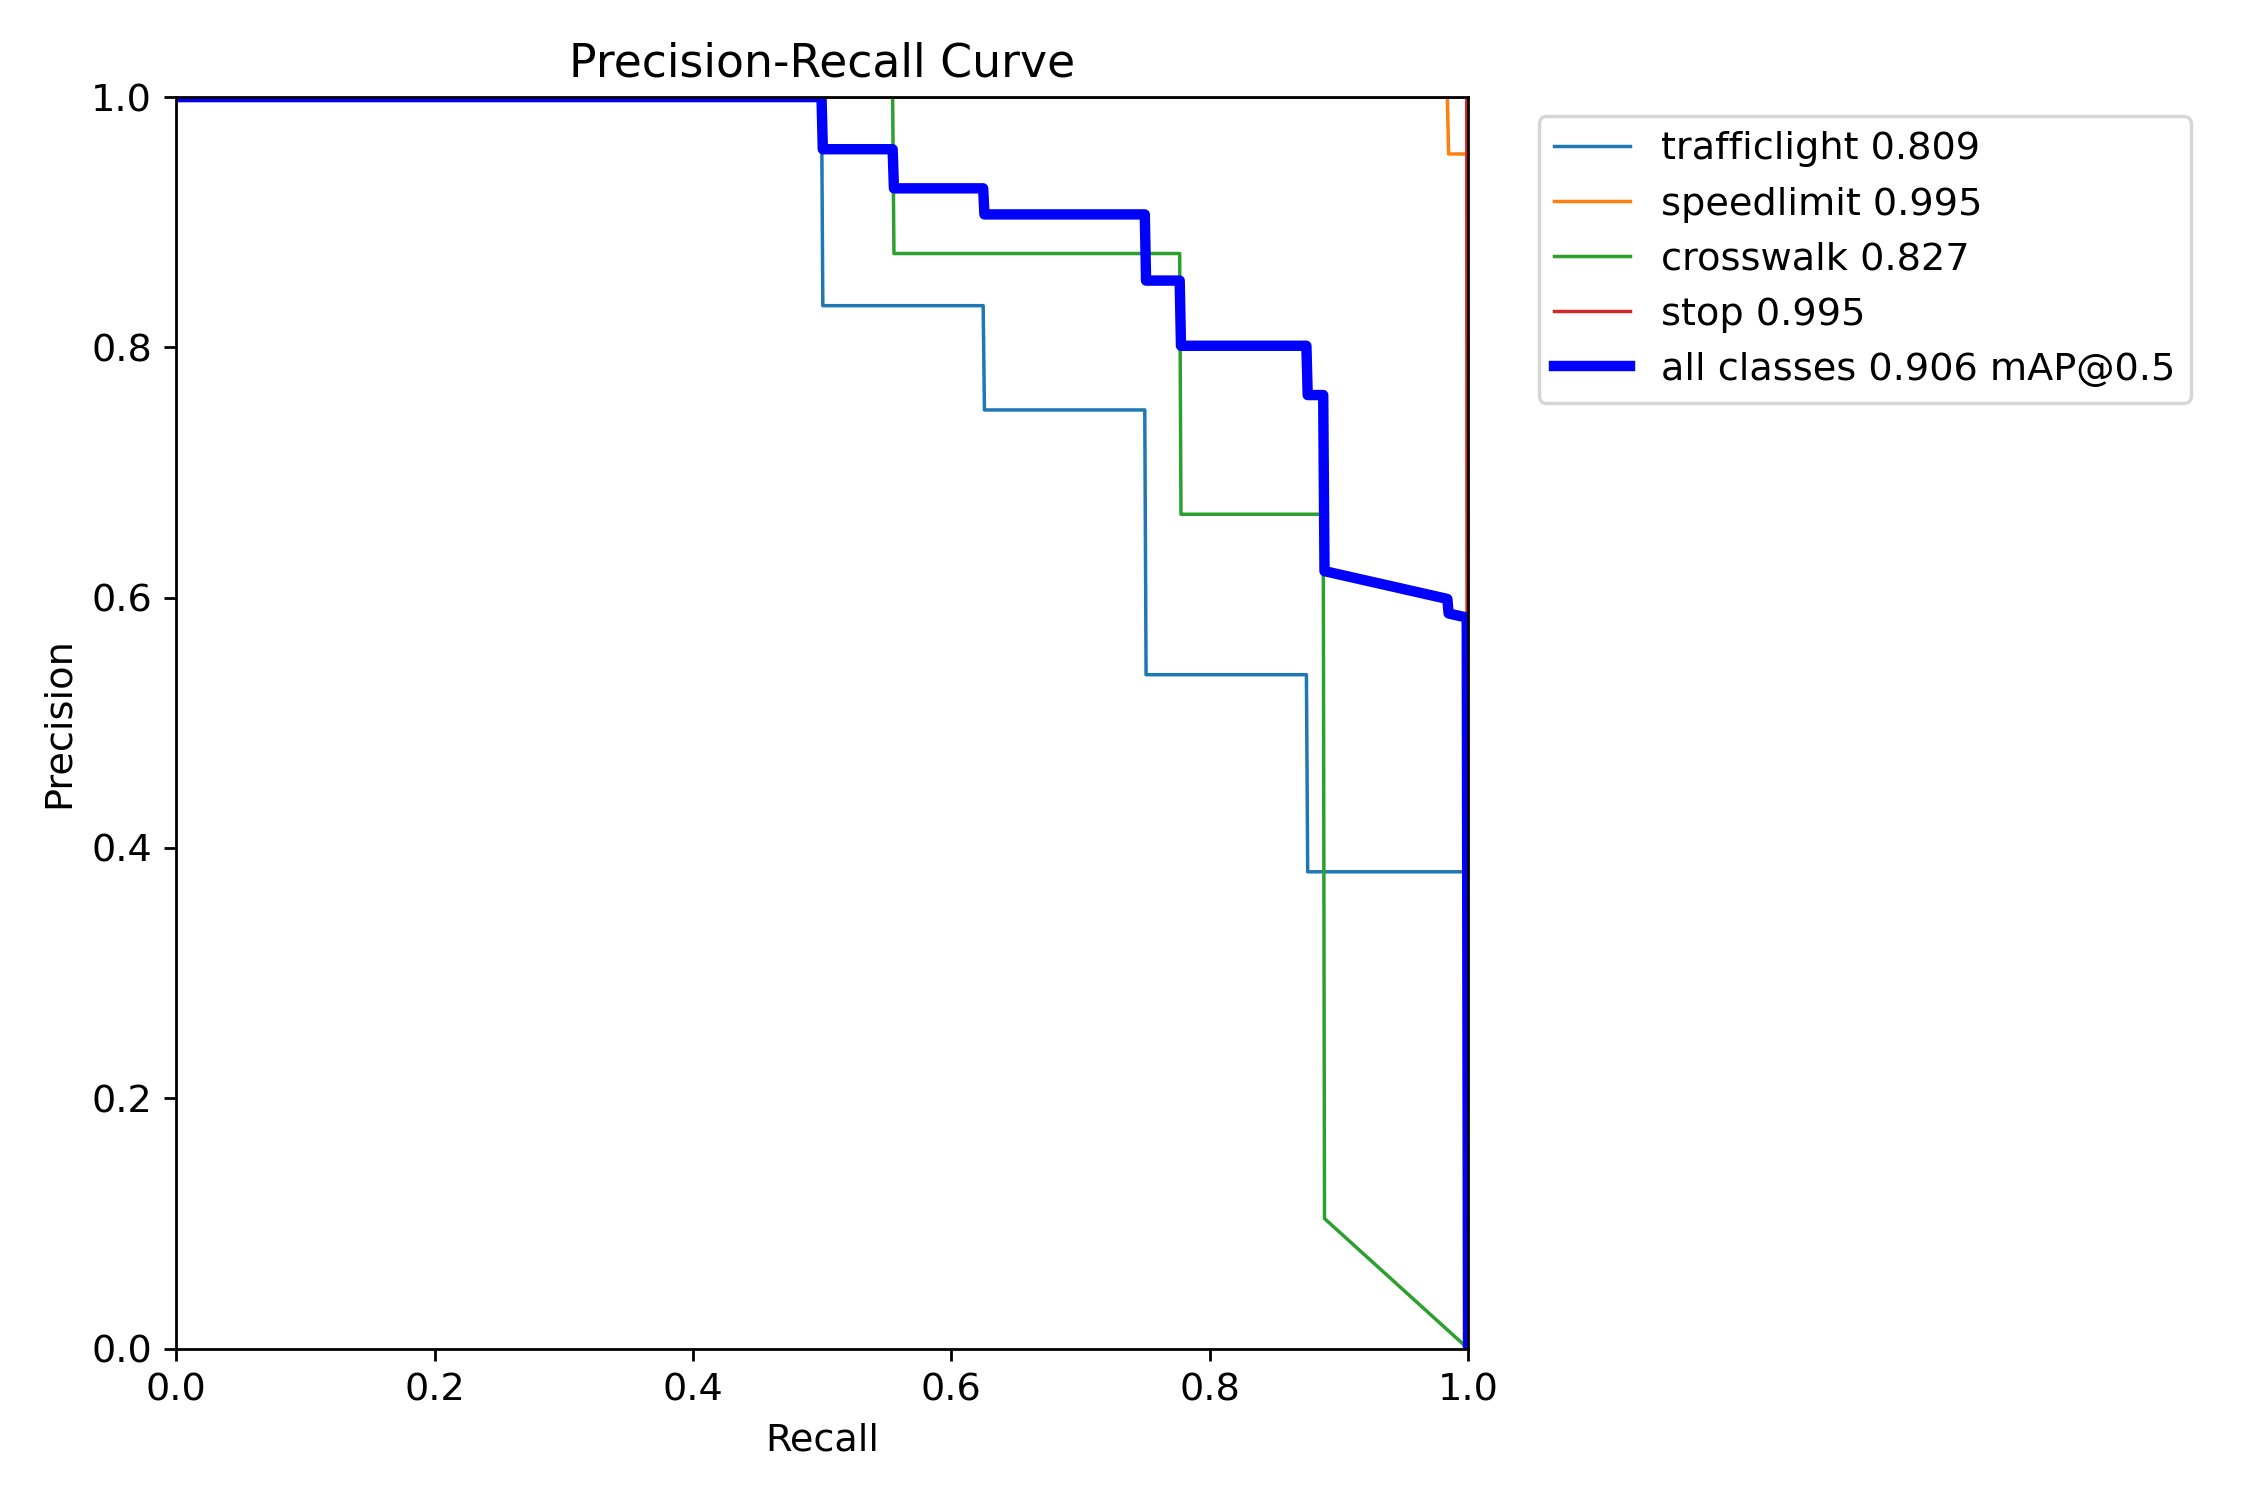 Precision-Recall Curve
1.0
0.8
0.6
0.4
0.2
0.0
Precision
0.0 0.2 0.4 0.6 0.8 1.0
Recall
trafficlight 0.809
speedlimit 0.995
crosswalk 0.827
stop 0.995
all classes 0.906 mAP@0.5